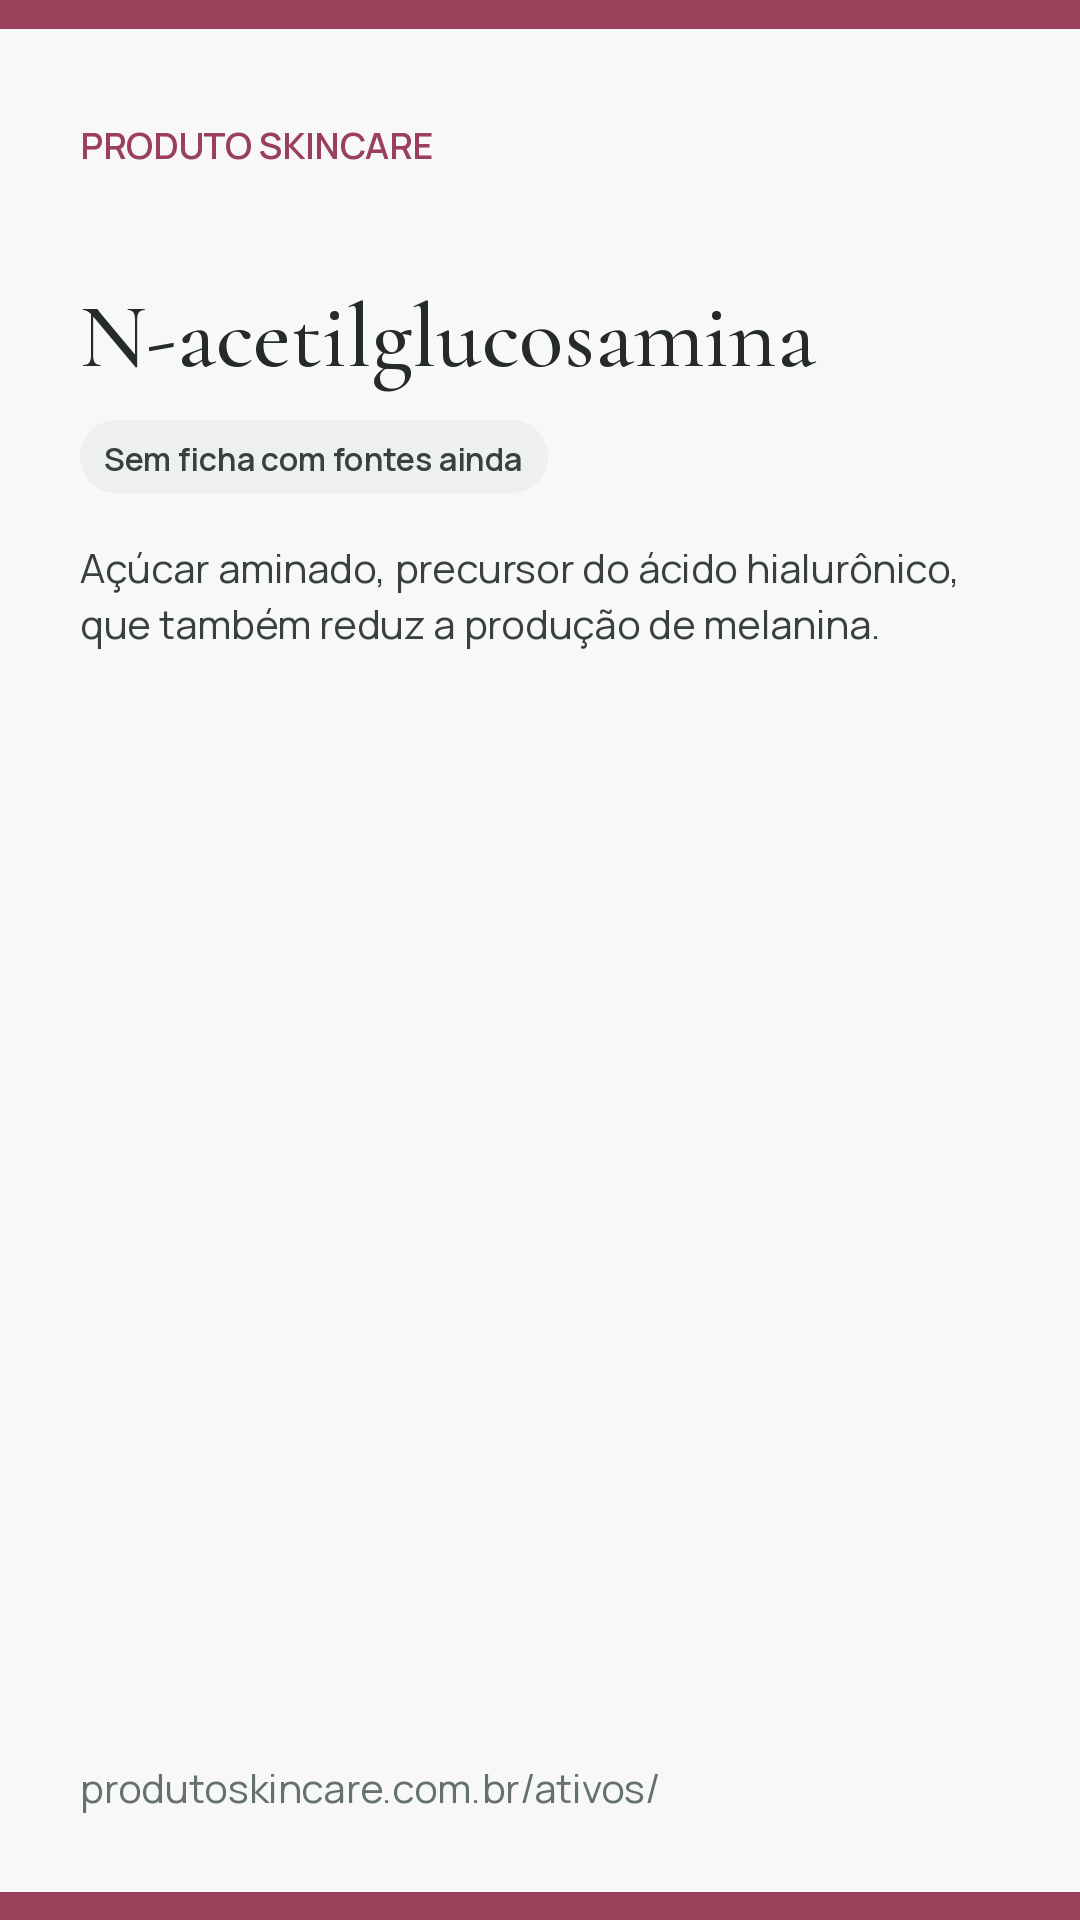 PRODUTO SKINCARE
N-acetilglucosamina
Sem ficha com fontes ainda
Açúcar aminado, precursor do ácido hialurônico,
que também reduz a produção de melanina.
produtoskincare.com.br/ativos/